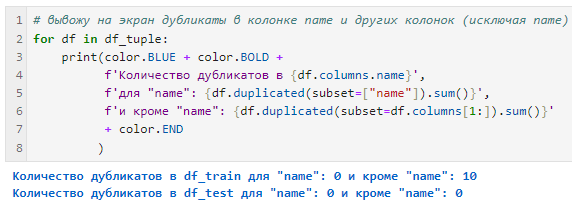 1 # вывожу на экран дубликаты в колонке name и других колонок (исключая name)
2 for df in df_tuple:
3     print(color.BLUE + color.BOLD +
4           f'Количество дубликатов в {df.columns.name}',
5           f'для "name": {df.duplicated(subset=["name"]).sum()}',
6           f'и кроме "name": {df.duplicated(subset=df.columns[1:]).sum()}'
7           + color.END
8          )
Количество дубликатов в df_train для "name": 0 и кроме "name": 10
Количество дубликатов в df_test для "name": 0 и кроме "name": 0